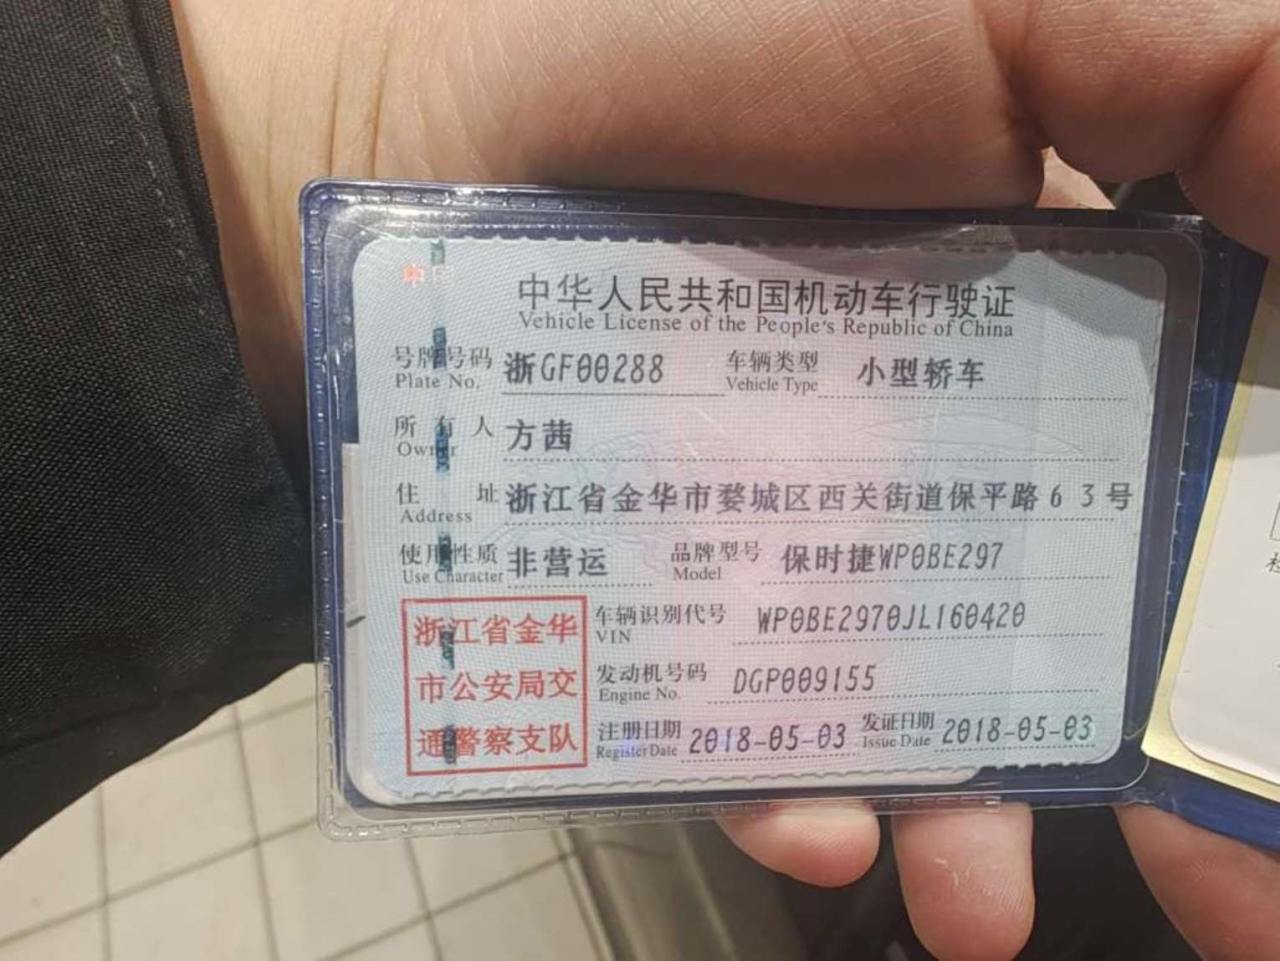 中
中华人民共和国机动车行驶证
Vehicle License of the People's Republic of China
号牌号码 浙GF00288 车辆类型 小型轿车
Plate No. Vehicle Type
所有人 方茜
Owner
住址 浙江省金华市婺城区西关街道保平路63号
Address
使用性质 非营运 品牌型号 保时捷WP0BE297
Use Character Model
浙江省金华
市公安局交
通警察支队
车辆识别代号 WP0BE2970JL160420
VIN
发动机号码 DGP009155
Engine No.
注册日期 2018-05-03 发证日期 2018-05-03
Register Date Issue Date